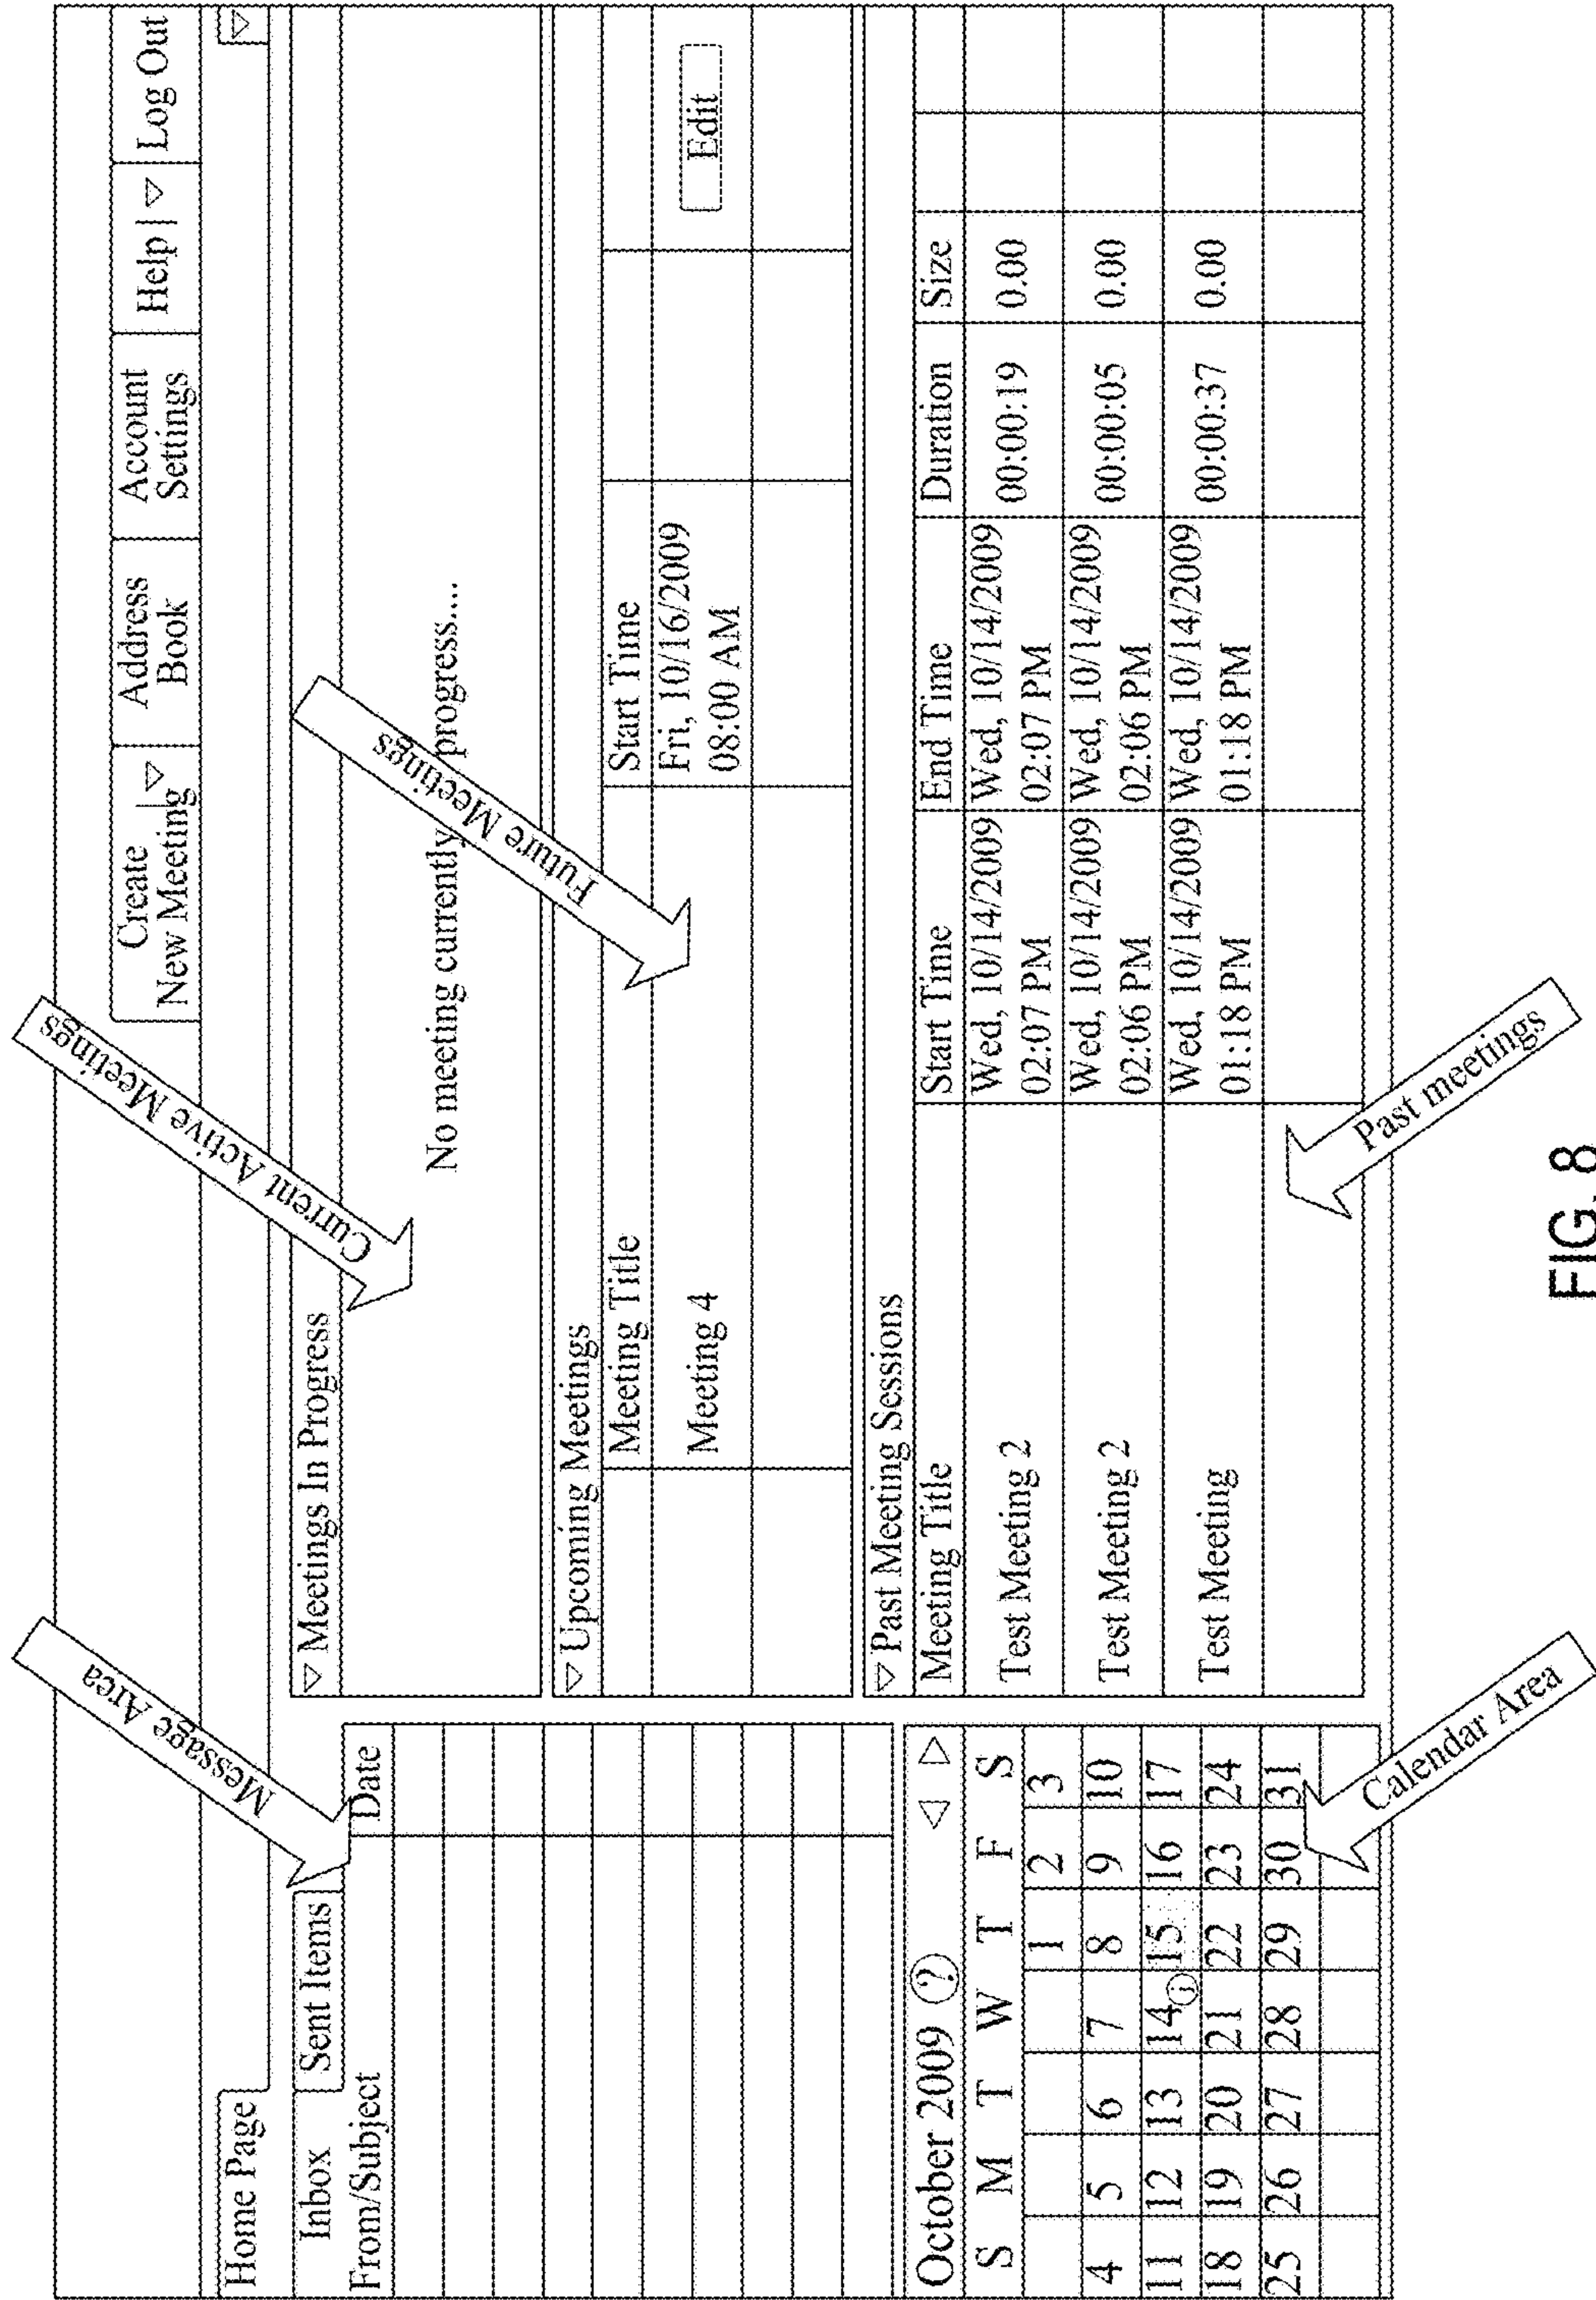 Message Area
Current Active Meetings
Create New Meeting | Address Book Account Settings Help | Log Out
Home Page
Inbox Sent Items
From/Subject Date
Meetings In Progress
No meeting currently progress....
Future Meetings
Upcoming Meetings
Meeting Title Start Time
Meeting 4 Fri, 10/16/2009 08:00 AM Edit
Past Meeting Sessions
Meeting Title Start Time End Time Duration Size
Test Meeting 2 Wed, 10/14/2009 02:07 PM Wed, 10/14/2009 02:07 PM 00:00:19 0.00
Test Meeting 2 Wed, 10/14/2009 02:06 PM Wed, 10/14/2009 02:06 PM 00:00:05 0.00
Test Meeting Wed, 10/14/2009 01:18 PM Wed, 10/14/2009 01:18 PM 00:00:37 0.00
October 2009 ?
S M T W T F S
1 2 3
4 5 6 7 8 9 10
11 12 13 14 i 15 16 17
18 19 20 21 22 23 24
25 26 27 28 29 30 31
Calendar Area
Past meetings
FIG. 8